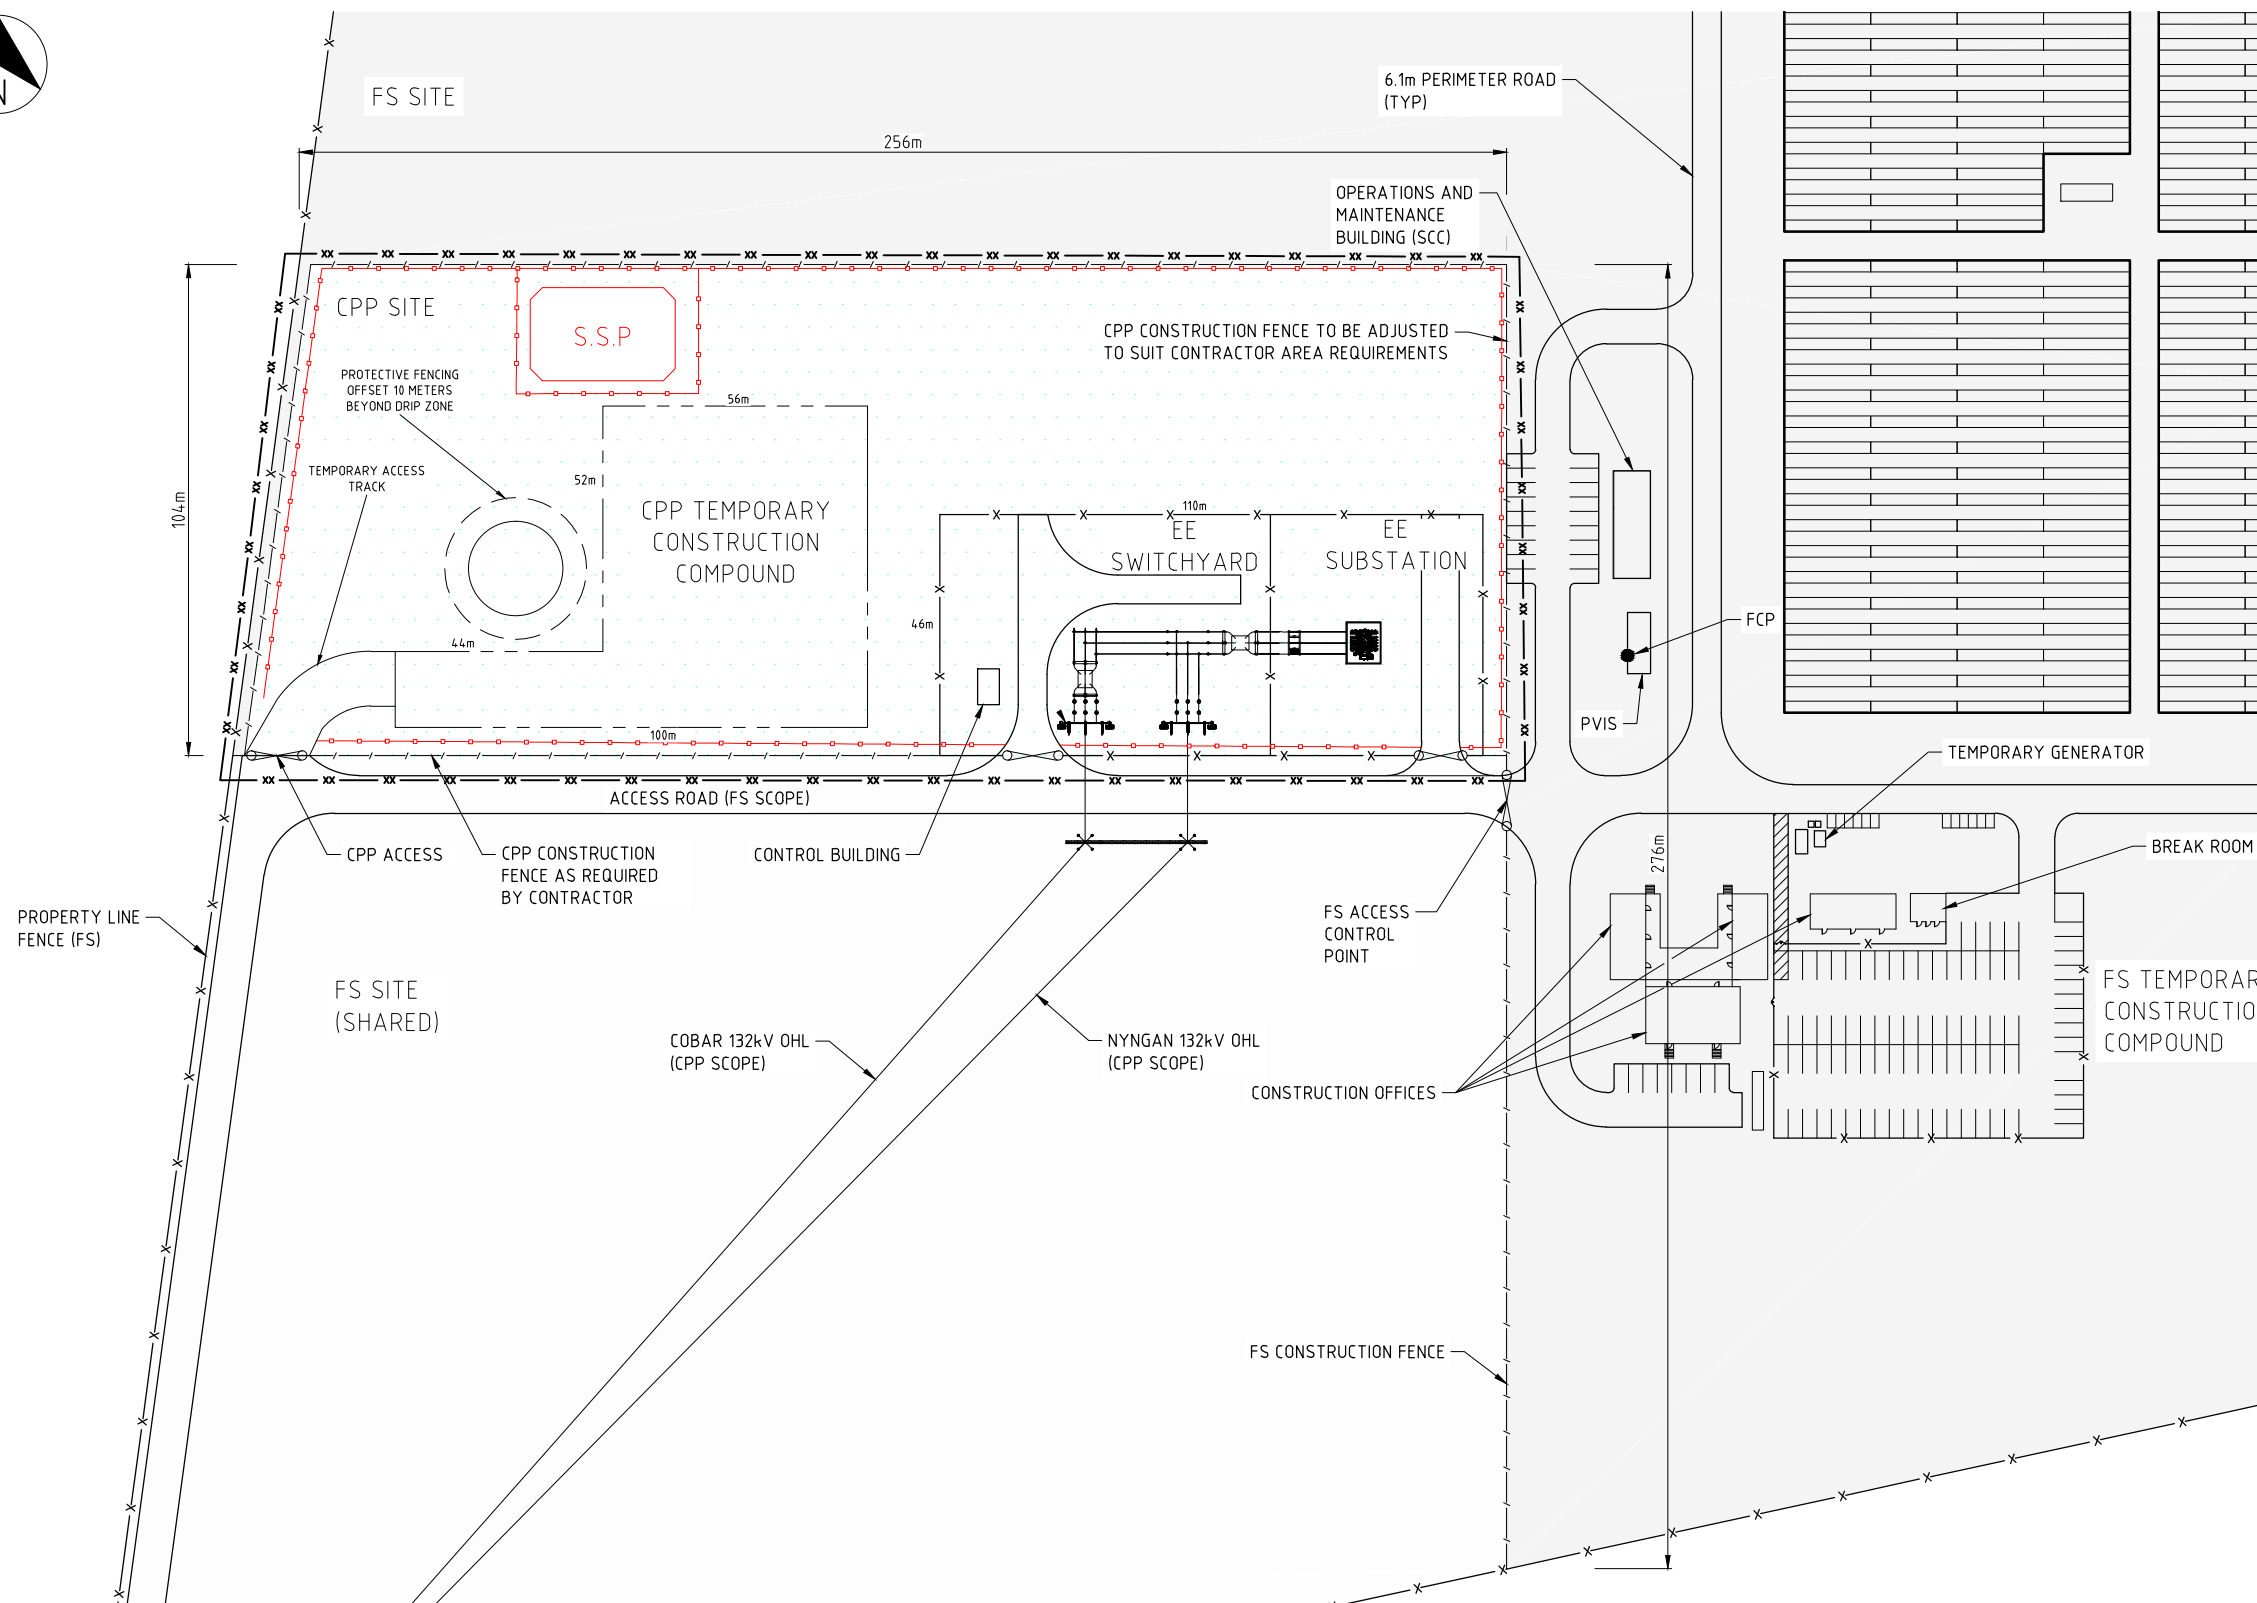 N
FS SITE
6.1m PERIMETER ROAD
(TYP)
256m
OPERATIONS AND
MAINTENANCE
BUILDING (SCC)
CPP SITE
S.S.P
CPP CONSTRUCTION FENCE TO BE ADJUSTED
TO SUIT CONTRACTOR AREA REQUIREMENTS
PROTECTIVE FENCING
OFFSET 10 METERS
BEYOND DRIP ZONE
56m
TEMPORARY ACCESS
TRACK
52m
104m
CPP TEMPORARY
CONSTRUCTION
COMPOUND
110m
EE
SWITCHYARD
EE
SUBSTATION
46m
44m
FCP
PVIS
100m
TEMPORARY GENERATOR
ACCESS ROAD (FS SCOPE)
CPP ACCESS
CPP CONSTRUCTION
FENCE AS REQUIRED
BY CONTRACTOR
CONTROL BUILDING
276m
BREAK ROOM
PROPERTY LINE
FENCE (FS)
FS ACCESS
CONTROL
POINT
FS SITE
(SHARED)
FS TEMPORAR
CONSTRUCTIO
COMPOUND
COBAR 132kV OHL
(CPP SCOPE)
NYNGAN 132kV OHL
(CPP SCOPE)
CONSTRUCTION OFFICES
FS CONSTRUCTION FENCE